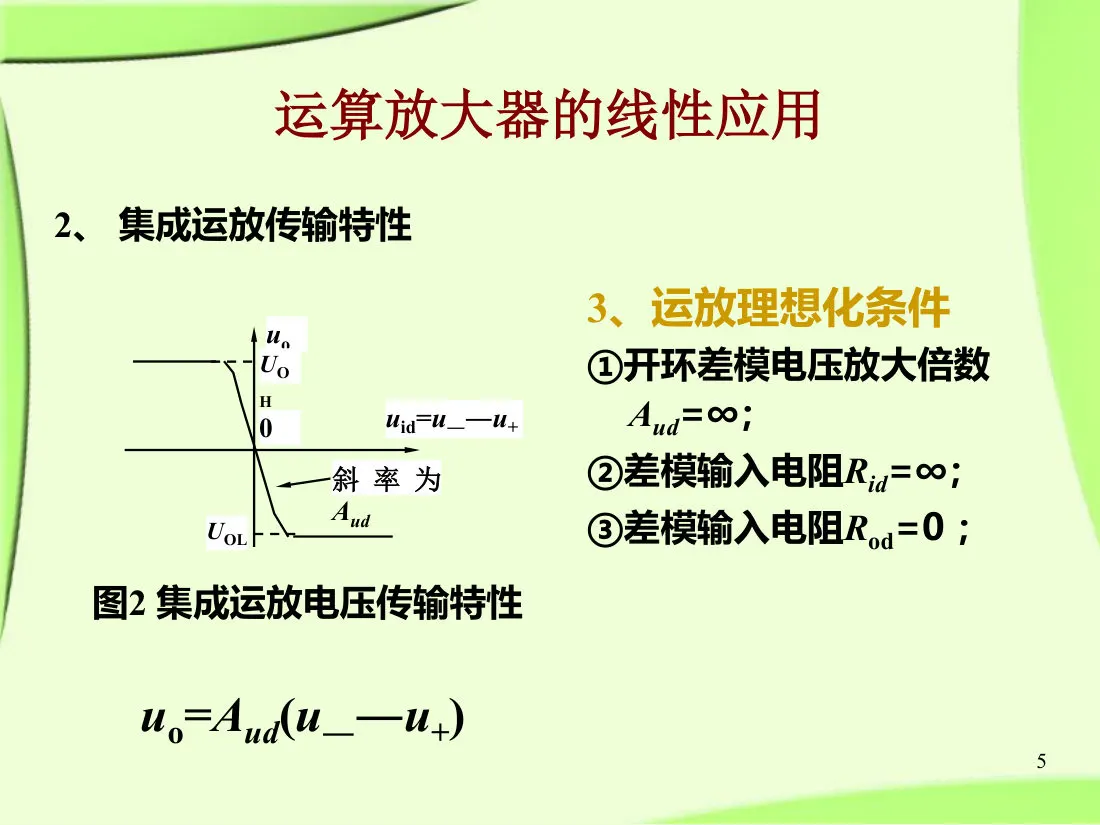 运算放大器的线性应用
2、 集成运放传输特性
uo
UO
H
0
uid=u_—u+
斜 率 为
Aud
UOL
图2 集成运放电压传输特性
uo=Aud(u_—u+)
3、运放理想化条件
①开环差模电压放大倍数
Aud=∞;
②差模输入电阻Rid=∞;
③差模输入电阻Rod=0 ;
5